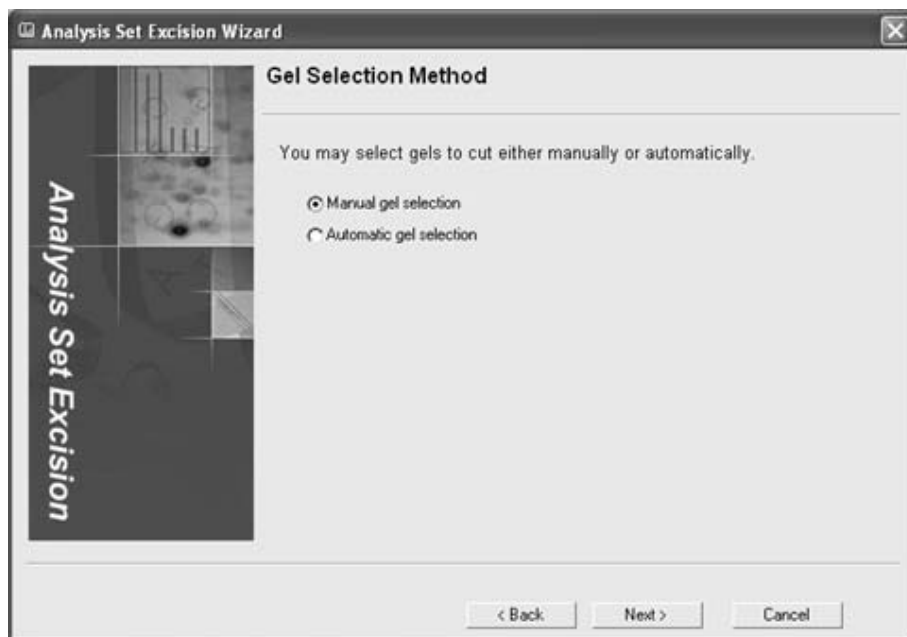 Analysis Set Excision Wizard
Gel Selection Method
You may select gels to cut either manually or automatically.
Manual gel selection
Automatic gel selection
Analysis Set Excision
< Back
Next >
Cancel